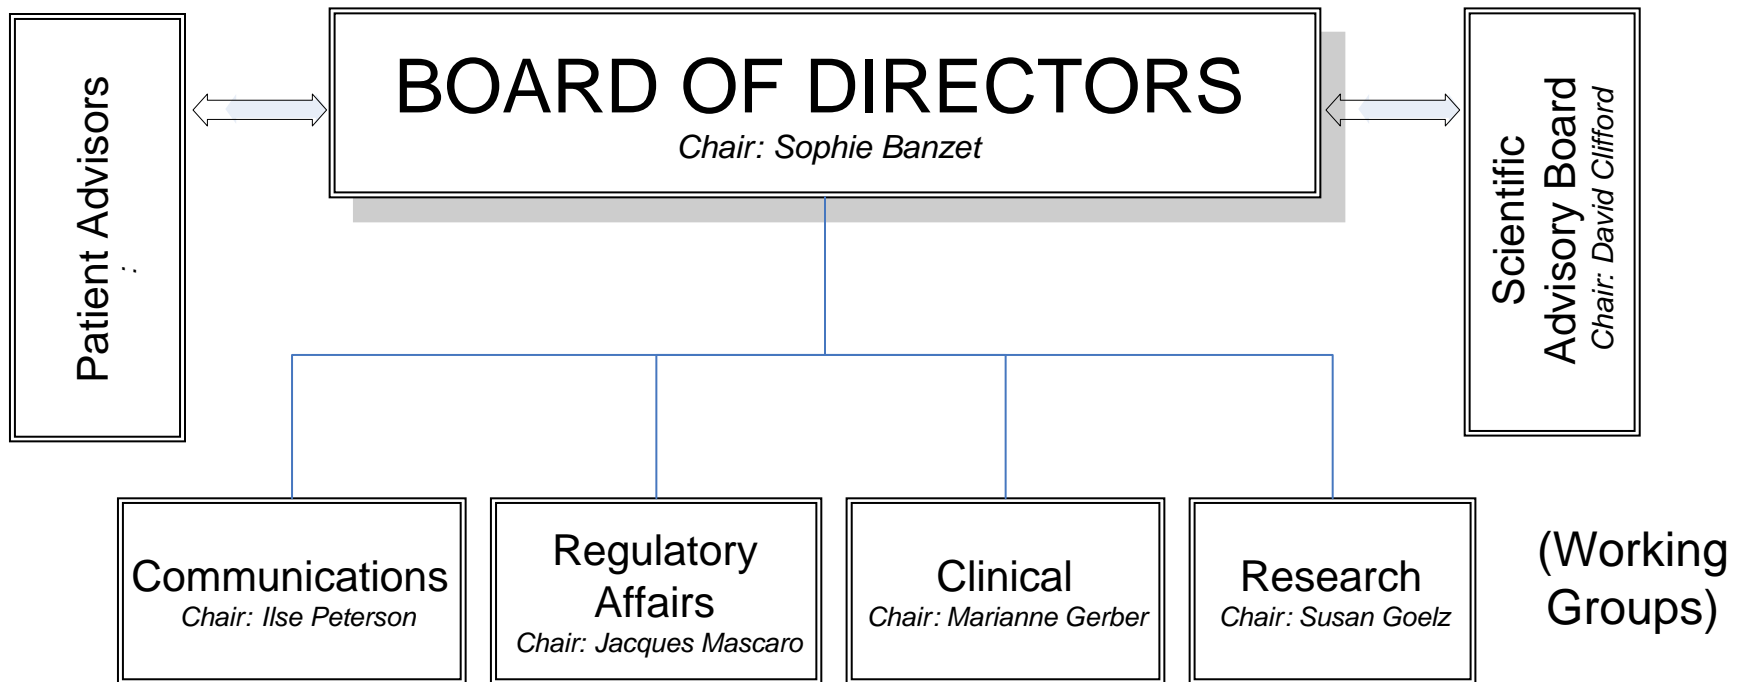 Patient Advisors
:
BOARD OF DIRECTORS
Chair: Sophie Banzet
Scientific
Advisory Board
Chair: David Clifford
Communications
Chair: Ilse Peterson
Regulatory
Affairs
Chair: Jacques Mascaro
Clinical
Chair: Marianne Gerber
Research
Chair: Susan Goelz
(Working
Groups)